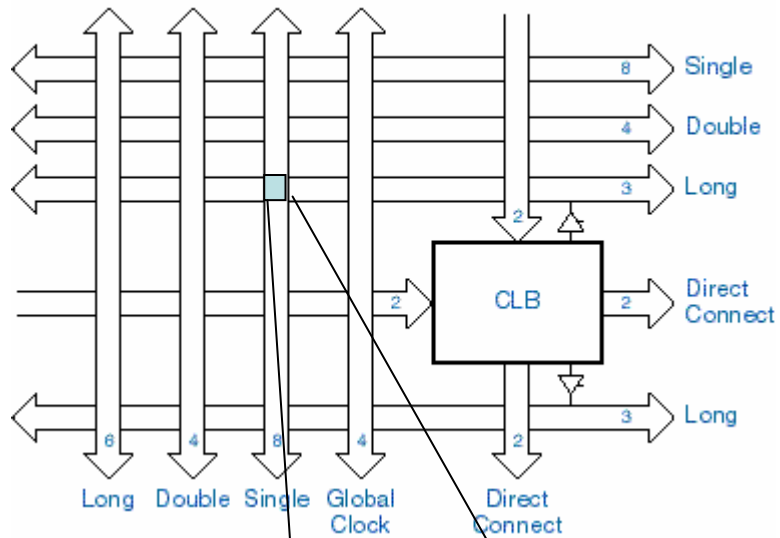 8 Single
4 Double
3 Long
2
2 CLB 2 Direct
Connect
3 Long
6 4 8 4 2
Long Double Single Global Direct
Clock Connect